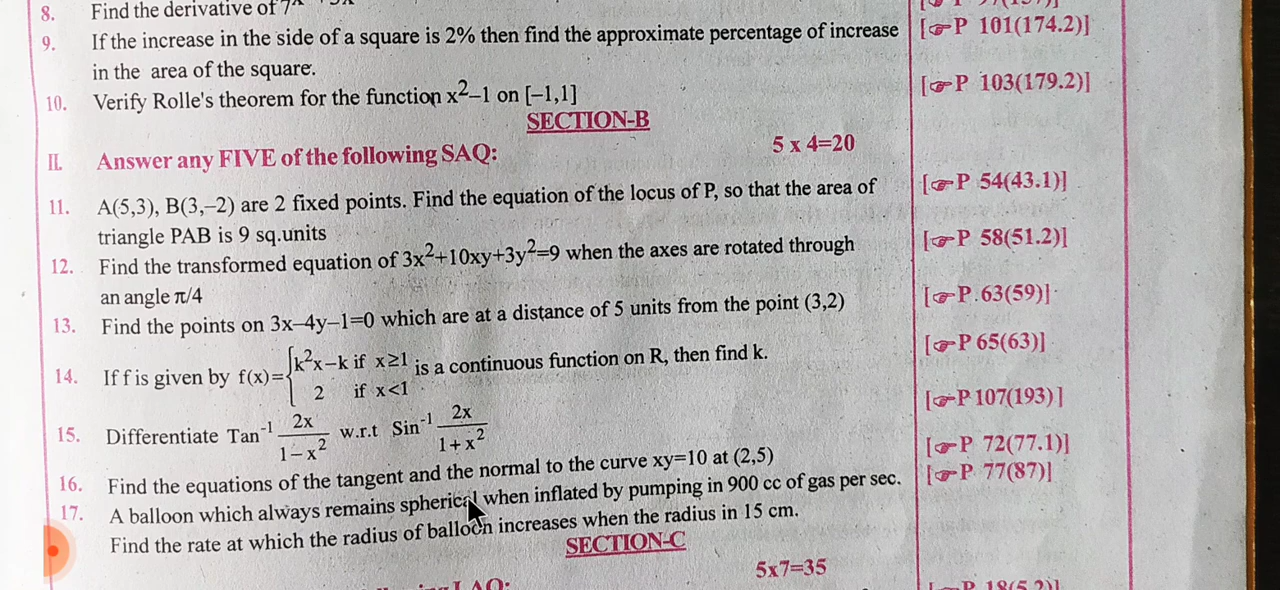 8. Find the derivative of 7ˣ
9. If the increase in the side of a square is 2% then find the approximate percentage of increase [☞P 101(174.2)]
in the area of the square.
10. Verify Rolle's theorem for the function x²–1 on [–1,1] [☞P 103(179.2)]
SECTION-B
II. Answer any FIVE of the following SAQ: 5 x 4=20
11. A(5,3), B(3,–2) are 2 fixed points. Find the equation of the locus of P, so that the area of [☞P 54(43.1)]
triangle PAB is 9 sq.units
12. Find the transformed equation of 3x²+10xy+3y²=9 when the axes are rotated through [☞P 58(51.2)]
an angle π/4
13. Find the points on 3x–4y–1=0 which are at a distance of 5 units from the point (3,2) [☞P.63(59)]
14. If f is given by f(x)={k²x–k if x≥1 is a continuous function on R, then find k. [☞P 65(63)]
2 if x<1
15. Differentiate Tan⁻¹ 2x/(1–x²) w.r.t Sin⁻¹ 2x/(1+x²) [☞P 107(193)]
16. Find the equations of the tangent and the normal to the curve xy=10 at (2,5) [☞P 72(77.1)]
17. A balloon which always remains spherical when inflated by pumping in 900 cc of gas per sec. [☞P 77(87)]
Find the rate at which the radius of balloon increases when the radius in 15 cm.
SECTION-C
5x7=35
LAQ:
[☞P 18(5.2)]